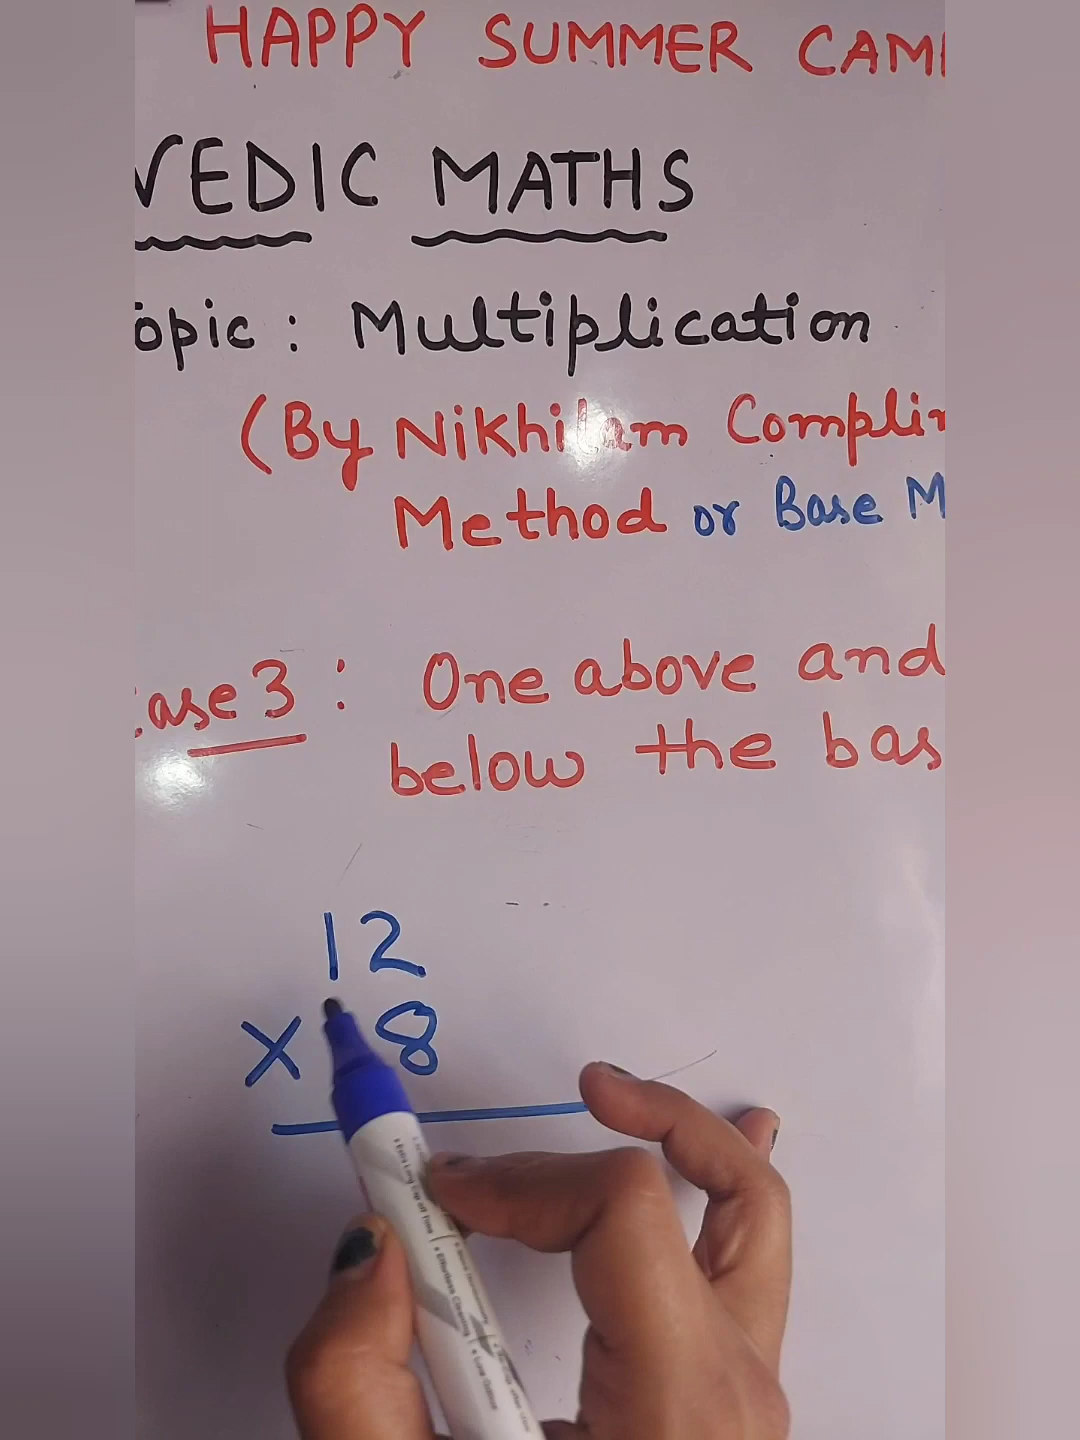 HAPPY SUMMER CAM
VEDIC MATHS
opic : Multiplication
(By Nikhilam Complim
Method or Base M
ase 3 : One above and
below the bas
12
x 8